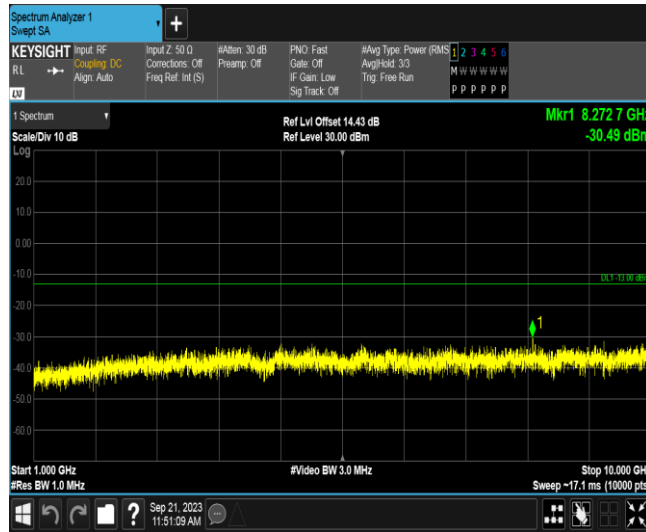 Spectrum Analyzer 1
Swept SA
KEYSIGHT
RL
LXI
Input: RF
Coupling: DC
Align: Auto
Input Z: 50 Ω
Corrections: Off
Freq Ref: Int (S)
#Atten: 30 dB
Preamp: Off
PNO: Fast
Gate: Off
IF Gain: Low
Sig Track: Off
#Avg Type: Power (RMS
Avg|Hold: 3/3
Trig: Free Run
1 2 3 4 5 6
M W W W W W
P P P P P P
1 Spectrum
Scale/Div 10 dB
Log
Ref Lvl Offset 14.43 dB
Ref Level 30.00 dBm
Mkr1 8.272 7 GHz
-30.49 dBm
20.0
10.0
0.00
-10.0
DL1 -13.00 dBm
-20.0
-30.0
1
-40.0
-50.0
-60.0
Start 1.000 GHz
#Video BW 3.0 MHz
Stop 10.000 GHz
#Res BW 1.0 MHz
Sweep ~17.1 ms (10000 pts
?
Sep 21, 2023
11:51:09 AM